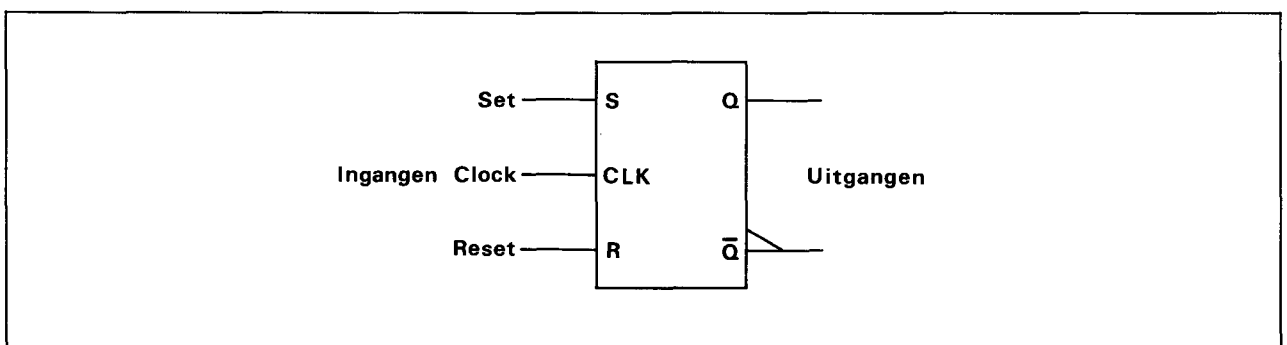 Set S Q
Ingangen Clock CLK Uitgangen
Reset R Q̅